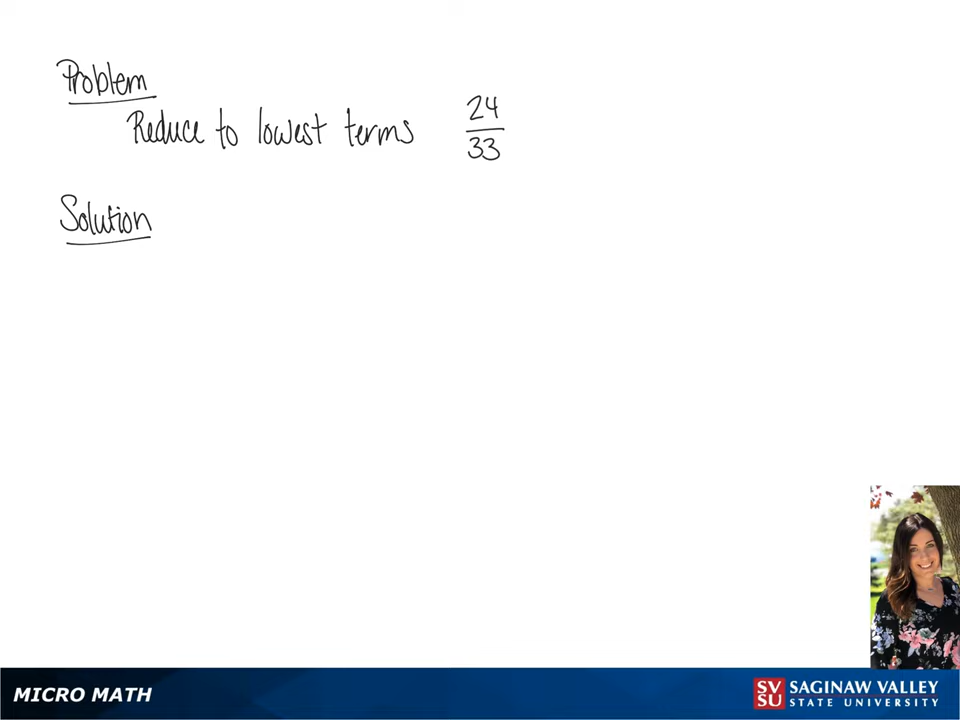 Problem
Reduce to lowest terms 24/33
Solution
MICRO MATH
SV SU SAGINAW VALLEY
STATE UNIVERSITY